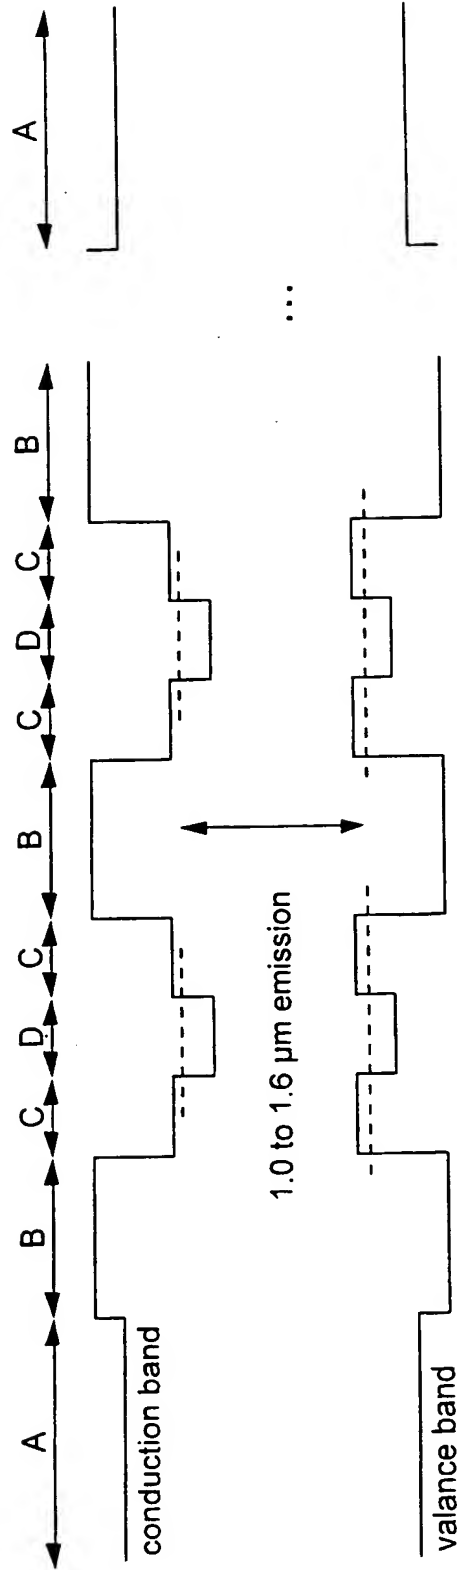 A B C D C B C D C B A
conduction band
1.0 to 1.6 µm emission
...
valance band